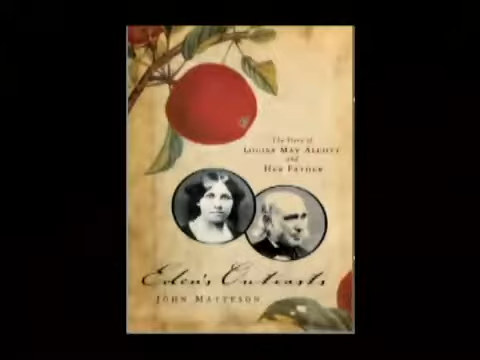 The Story of
LOUISA MAY ALCOTT
and
HER FATHER
Eden's Outcasts
JOHN MATTESON